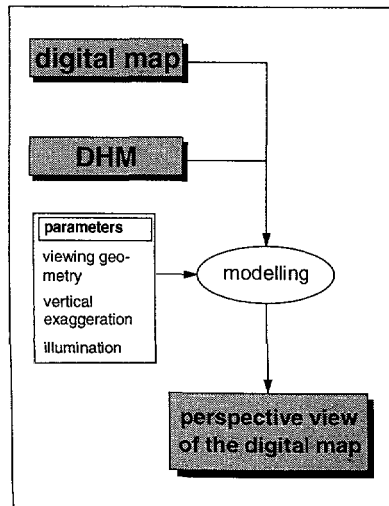 digital map
DHM
parameters
viewing geo-
metry
vertical
exaggeration
illumination
modelling
perspective view
of the digital map